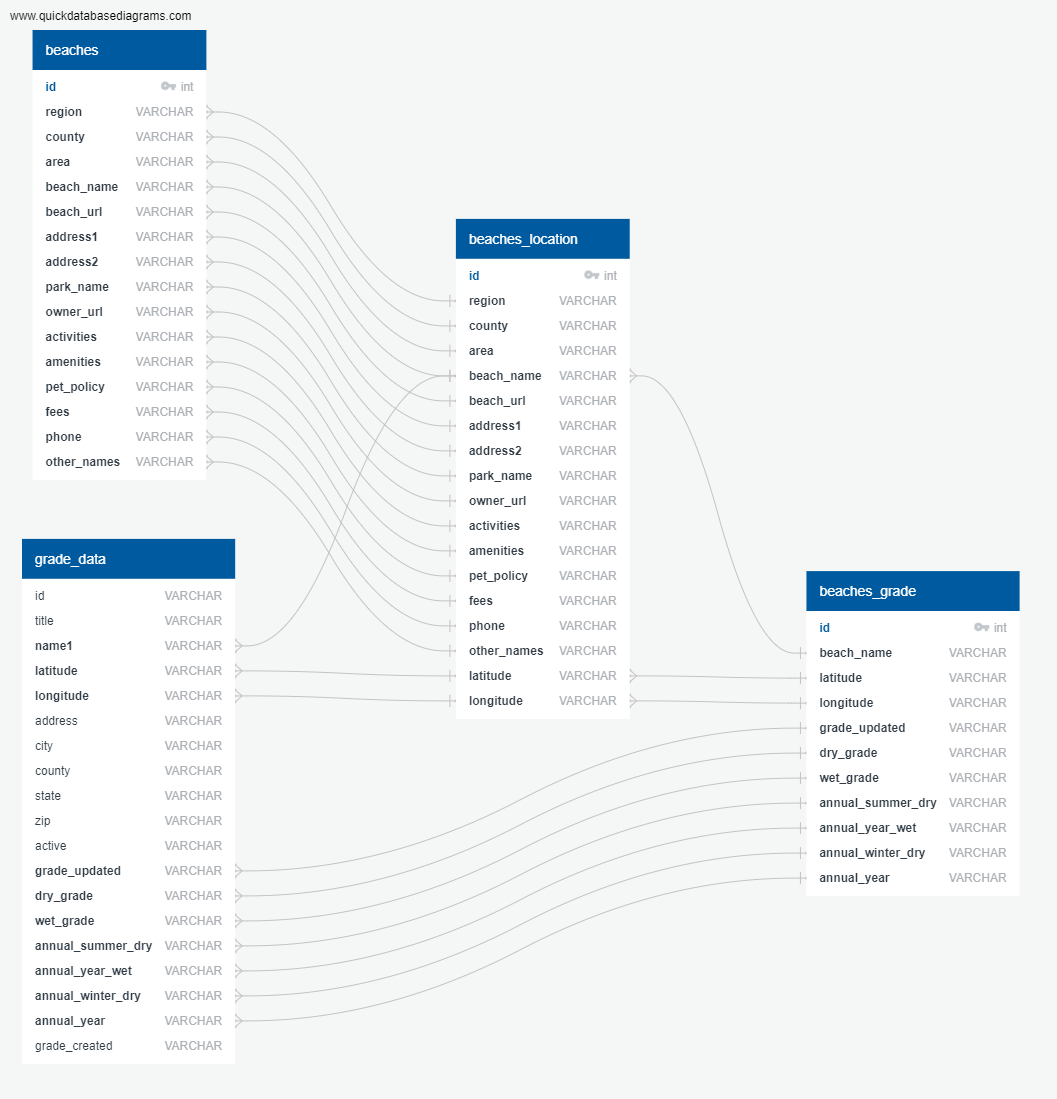 www.quickdatabasediagrams.com
beaches
id int
region VARCHAR
county VARCHAR
area VARCHAR
beach_name VARCHAR
beach_url VARCHAR
address1 VARCHAR
address2 VARCHAR
park_name VARCHAR
owner_url VARCHAR
activities VARCHAR
amenities VARCHAR
pet_policy VARCHAR
fees VARCHAR
phone VARCHAR
other_names VARCHAR
beaches_location
id int
region VARCHAR
county VARCHAR
area VARCHAR
beach_name VARCHAR
beach_url VARCHAR
address1 VARCHAR
address2 VARCHAR
park_name VARCHAR
owner_url VARCHAR
activities VARCHAR
amenities VARCHAR
pet_policy VARCHAR
fees VARCHAR
phone VARCHAR
other_names VARCHAR
latitude VARCHAR
longitude VARCHAR
grade_data
id VARCHAR
title VARCHAR
name1 VARCHAR
latitude VARCHAR
longitude VARCHAR
address VARCHAR
city VARCHAR
county VARCHAR
state VARCHAR
zip VARCHAR
active VARCHAR
grade_updated VARCHAR
dry_grade VARCHAR
wet_grade VARCHAR
annual_summer_dry VARCHAR
annual_year_wet VARCHAR
annual_winter_dry VARCHAR
annual_year VARCHAR
grade_created VARCHAR
beaches_grade
id int
beach_name VARCHAR
latitude VARCHAR
longitude VARCHAR
grade_updated VARCHAR
dry_grade VARCHAR
wet_grade VARCHAR
annual_summer_dry VARCHAR
annual_year_wet VARCHAR
annual_winter_dry VARCHAR
annual_year VARCHAR